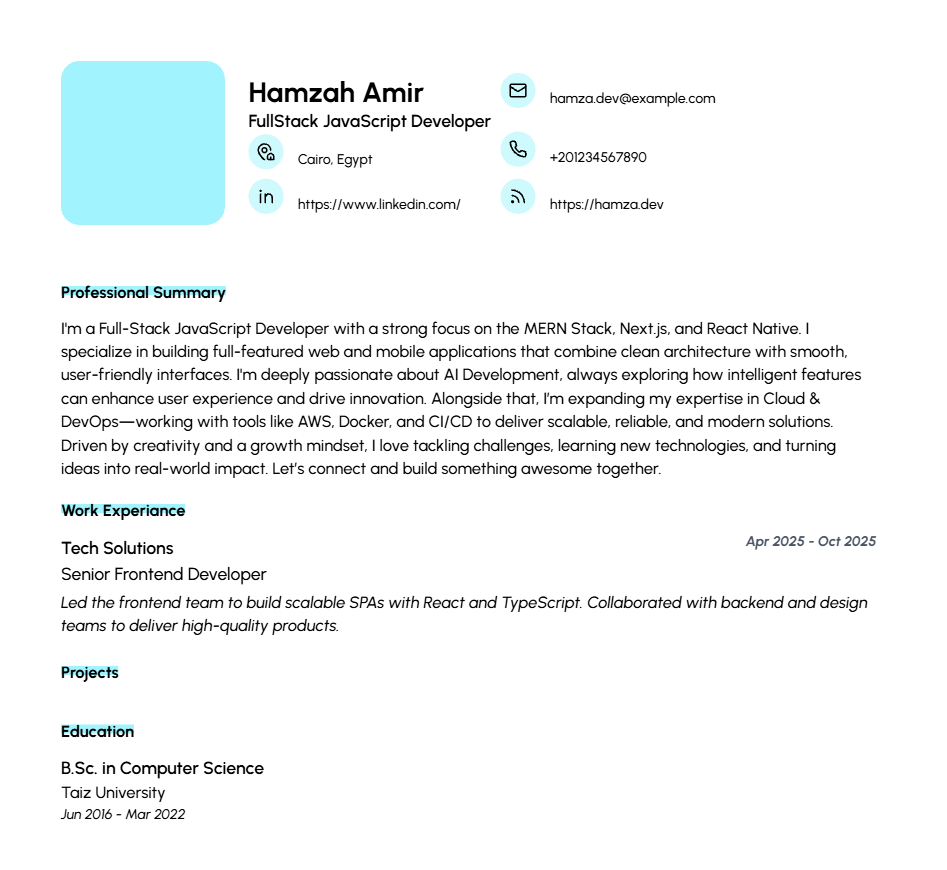 Hamzah Amir
FullStack JavaScript Developer
Cairo, Egypt
https://www.linkedin.com/
hamza.dev@example.com
+201234567890
https://hamza.dev
Professional Summary
I'm a Full-Stack JavaScript Developer with a strong focus on the MERN Stack, Next.js, and React Native. I
specialize in building full-featured web and mobile applications that combine clean architecture with smooth,
user-friendly interfaces. I'm deeply passionate about AI Development, always exploring how intelligent features
can enhance user experience and drive innovation. Alongside that, I'm expanding my expertise in Cloud &
DevOps—working with tools like AWS, Docker, and CI/CD to deliver scalable, reliable, and modern solutions.
Driven by creativity and a growth mindset, I love tackling challenges, learning new technologies, and turning
ideas into real-world impact. Let's connect and build something awesome together.
Work Experiance
Tech Solutions
Apr 2025 - Oct 2025
Senior Frontend Developer
Led the frontend team to build scalable SPAs with React and TypeScript. Collaborated with backend and design
teams to deliver high-quality products.
Projects
Education
B.Sc. in Computer Science
Taiz University
Jun 2016 - Mar 2022